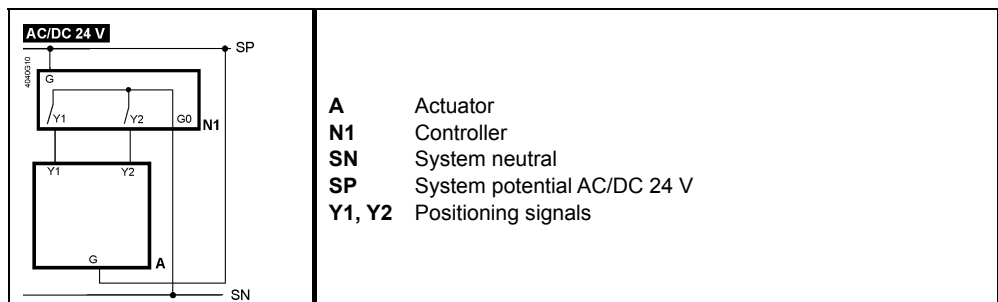 AC/DC 24 V
SP
4040G10
G
Y1 Y2 G0 N1
Y1 Y2
G A
SN
A Actuator
N1 Controller
SN System neutral
SP System potential AC/DC 24 V
Y1, Y2 Positioning signals